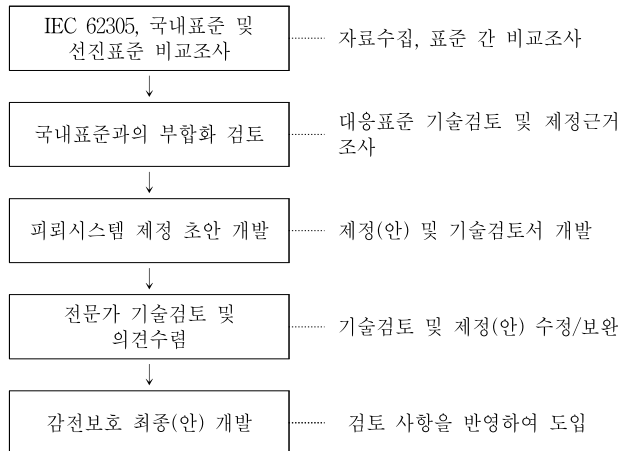 IEC 62305, 국내표준 및
선진표준 비교조사
자료수집, 표준 간 비교조사
국내표준과의 부합화 검토
대응표준 기술검토 및 제정근거
조사
피뢰시스템 제정 초안 개발
제정(안) 및 기술검토서 개발
전문가 기술검토 및
의견수렴
기술검토 및 제정(안) 수정/보완
감전보호 최종(안) 개발
검토 사항을 반영하여 도입